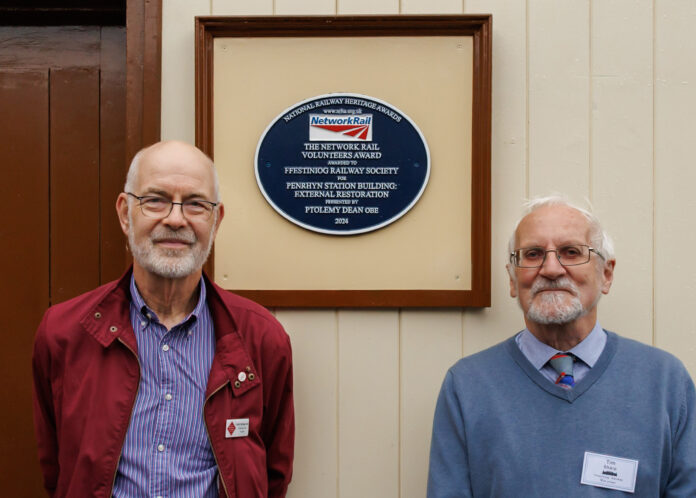 NATIONAL RAILWAY HERITAGE AWARDS
www.nrha.org.uk
NetworkRail
THE NETWORK RAIL
VOLUNTEERS AWARD
AWARDED TO
FFESTINIOG RAILWAY SOCIETY
FOR
PENRHYN STATION BUILDING:
EXTERNAL RESTORATION
PRESENTED BY
PTOLEMY DEAN OBE
2024
Tim